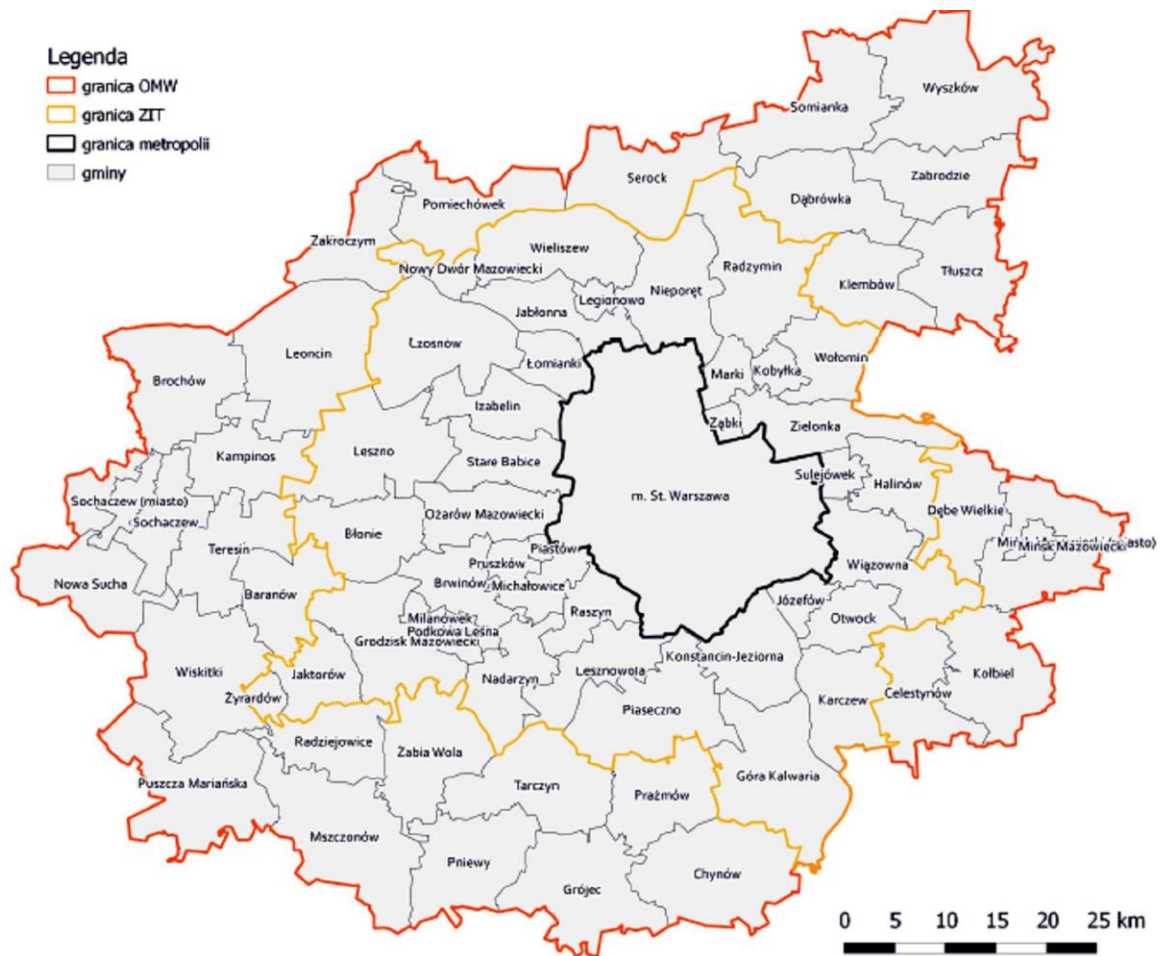 Legenda
granica OMW
granica ZIT
granica metropolii
gminy
Wyszków
Somianka
Zabrodzie
Serock
Dąbrówka
Pomiechówek
Zakroczym
Wieliszew
Nowy Dwór Mazowiecki
Radzymin
Tłuszcz
Klembów
Nieporęt
Legionowo
Jabłonna
Czosnów
Leoncin
Łomianki
Wołomin
Marki
Kobyłka
Brochów
Izabelin
Ząbki
Zielonka
Leszno
Kampinos
Stare Babice
Sulejówek
Halinów
m. St. Warszawa
Sochaczew (miasto)
Sochaczew
Ożarów Mazowiecki
Dębe Wielkie
Błonie
Mińsk Mazowiecki
Teresin
Piastów
Pruszków
Wiązowna
Nowa Sucha
Brwinów
Michałowice
Baranów
Józefów
Raszyn
Otwock
Milanówek
Podkowa Leśna
Grodzisk Mazowiecki
Wiskitki
Jaktorów
Lesznowola
Konstancin-Jeziorna
Kołbiel
Nadarzyn
Żyrardów
Celestynów
Karczew
Piaseczno
Radziejowice
Żabia Wola
Góra Kalwaria
Puszcza Mariańska
Tarczyn
Prażmów
Mszczonów
Pniewy
Chynów
Grójec
0 5 10 15 20 25 km